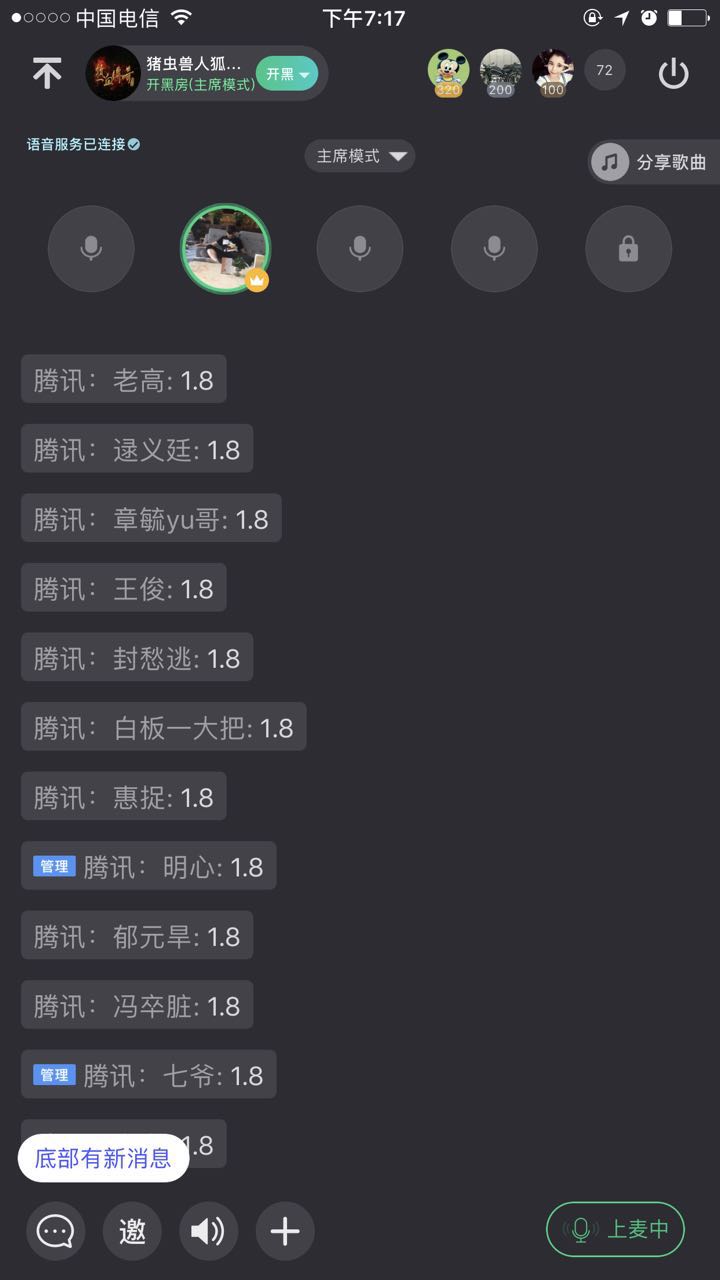 中国电信 下午7:17
猪虫兽人狐...
开黑房(主席模式)
开黑
320 200 100 72
语音服务已连接
主席模式
分享歌曲
腾讯：老高: 1.8
腾讯：逯义廷: 1.8
腾讯：章毓yu哥: 1.8
腾讯：王俊: 1.8
腾讯：封愁逃: 1.8
腾讯：白板一大把: 1.8
腾讯：惠捉: 1.8
管理 腾讯：明心: 1.8
腾讯：郁元旱: 1.8
腾讯：冯卒脏: 1.8
管理 腾讯：七爷: 1.8
1.8
底部有新消息
邀
上麦中